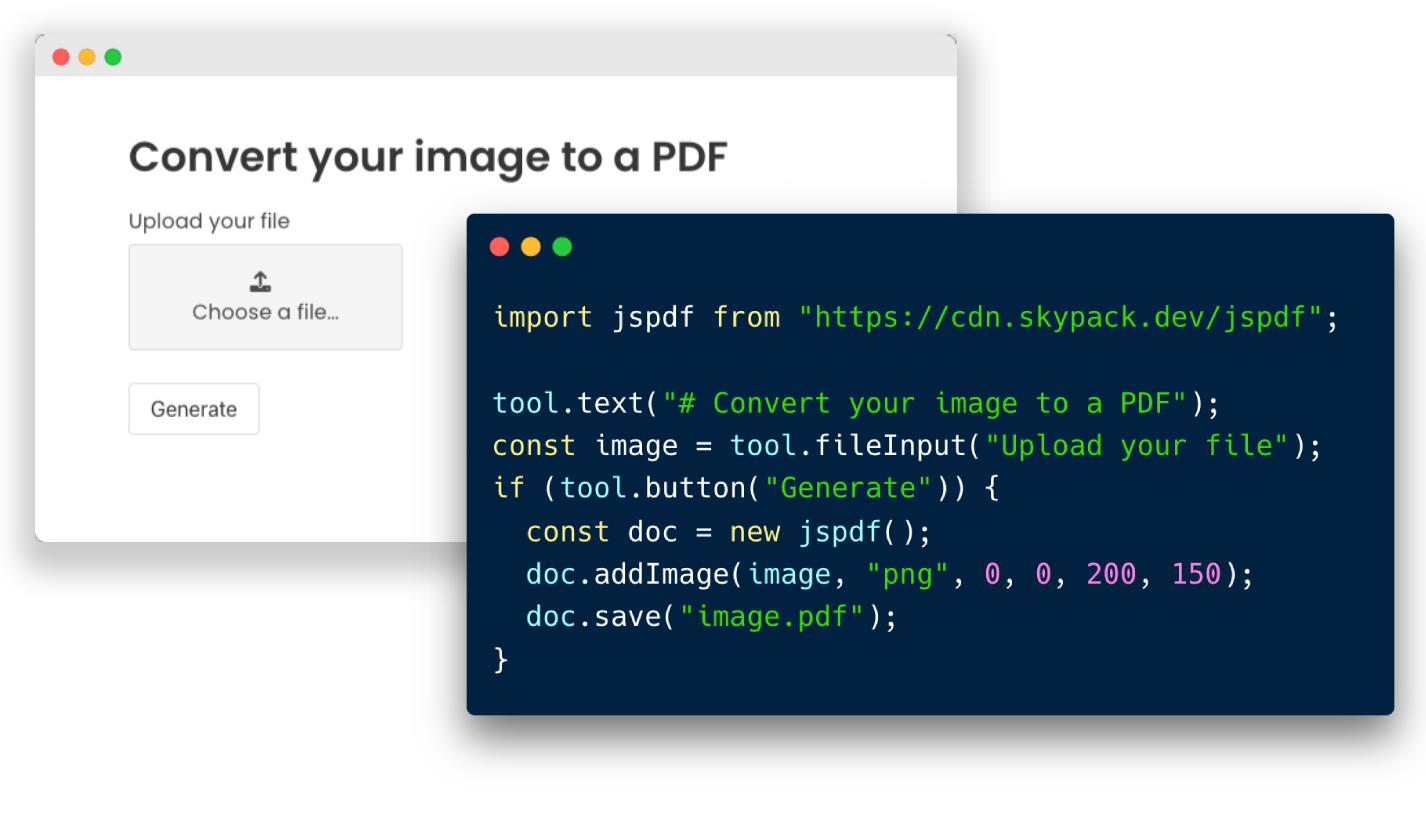 Convert your image to a PDF
Upload your file
Choose a file…
Generate
import jspdf from "https://cdn.skypack.dev/jspdf";
tool.text("# Convert your image to a PDF");
const image = tool.fileInput("Upload your file");
if (tool.button("Generate")) {
  const doc = new jspdf();
  doc.addImage(image, "png", 0, 0, 200, 150);
  doc.save("image.pdf");
}